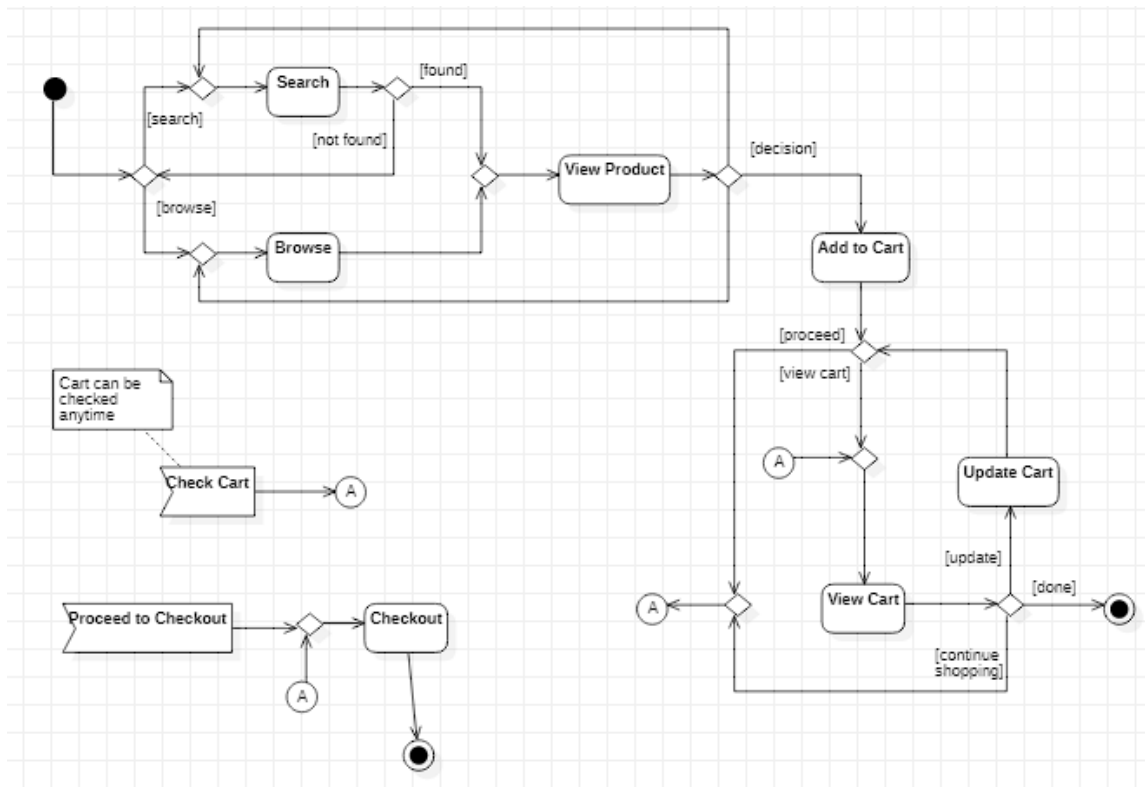 [found]
Search
[search]
[not found]
[decision]
View Product
[browse]
Browse
Add to Cart
[proceed]
[view cart]
Cart can be
checked
anytime
A
Update Cart
Check Cart
A
[update]
[done]
View Cart
A
Proceed to Checkout
Checkout
[continue
shopping]
A